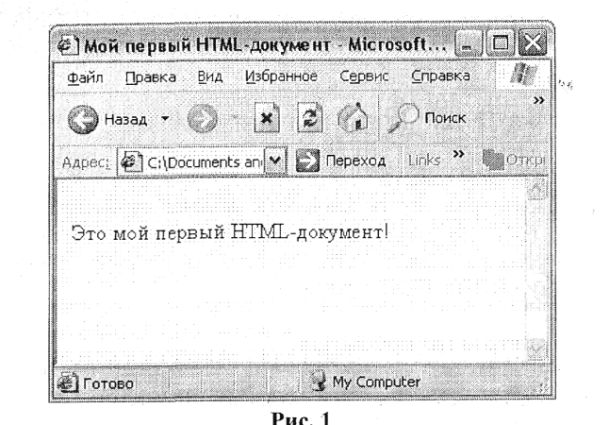 Мой первый HTML-документ - Microsoft...
Файл Правка Вид Избранное Сервис Справка
Назад Поиск »
Адрес: C:\Documents an Переход Links »
Это мой первый HTML-документ!
Готово My Computer
Рис. 1